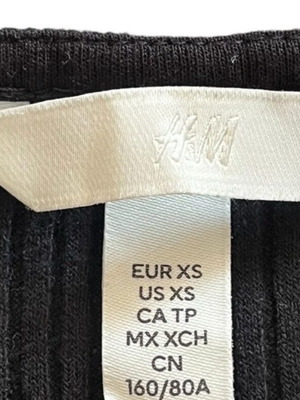 H&M
EUR XS
US XS
CA TP
MX XCH
CN
160/80A